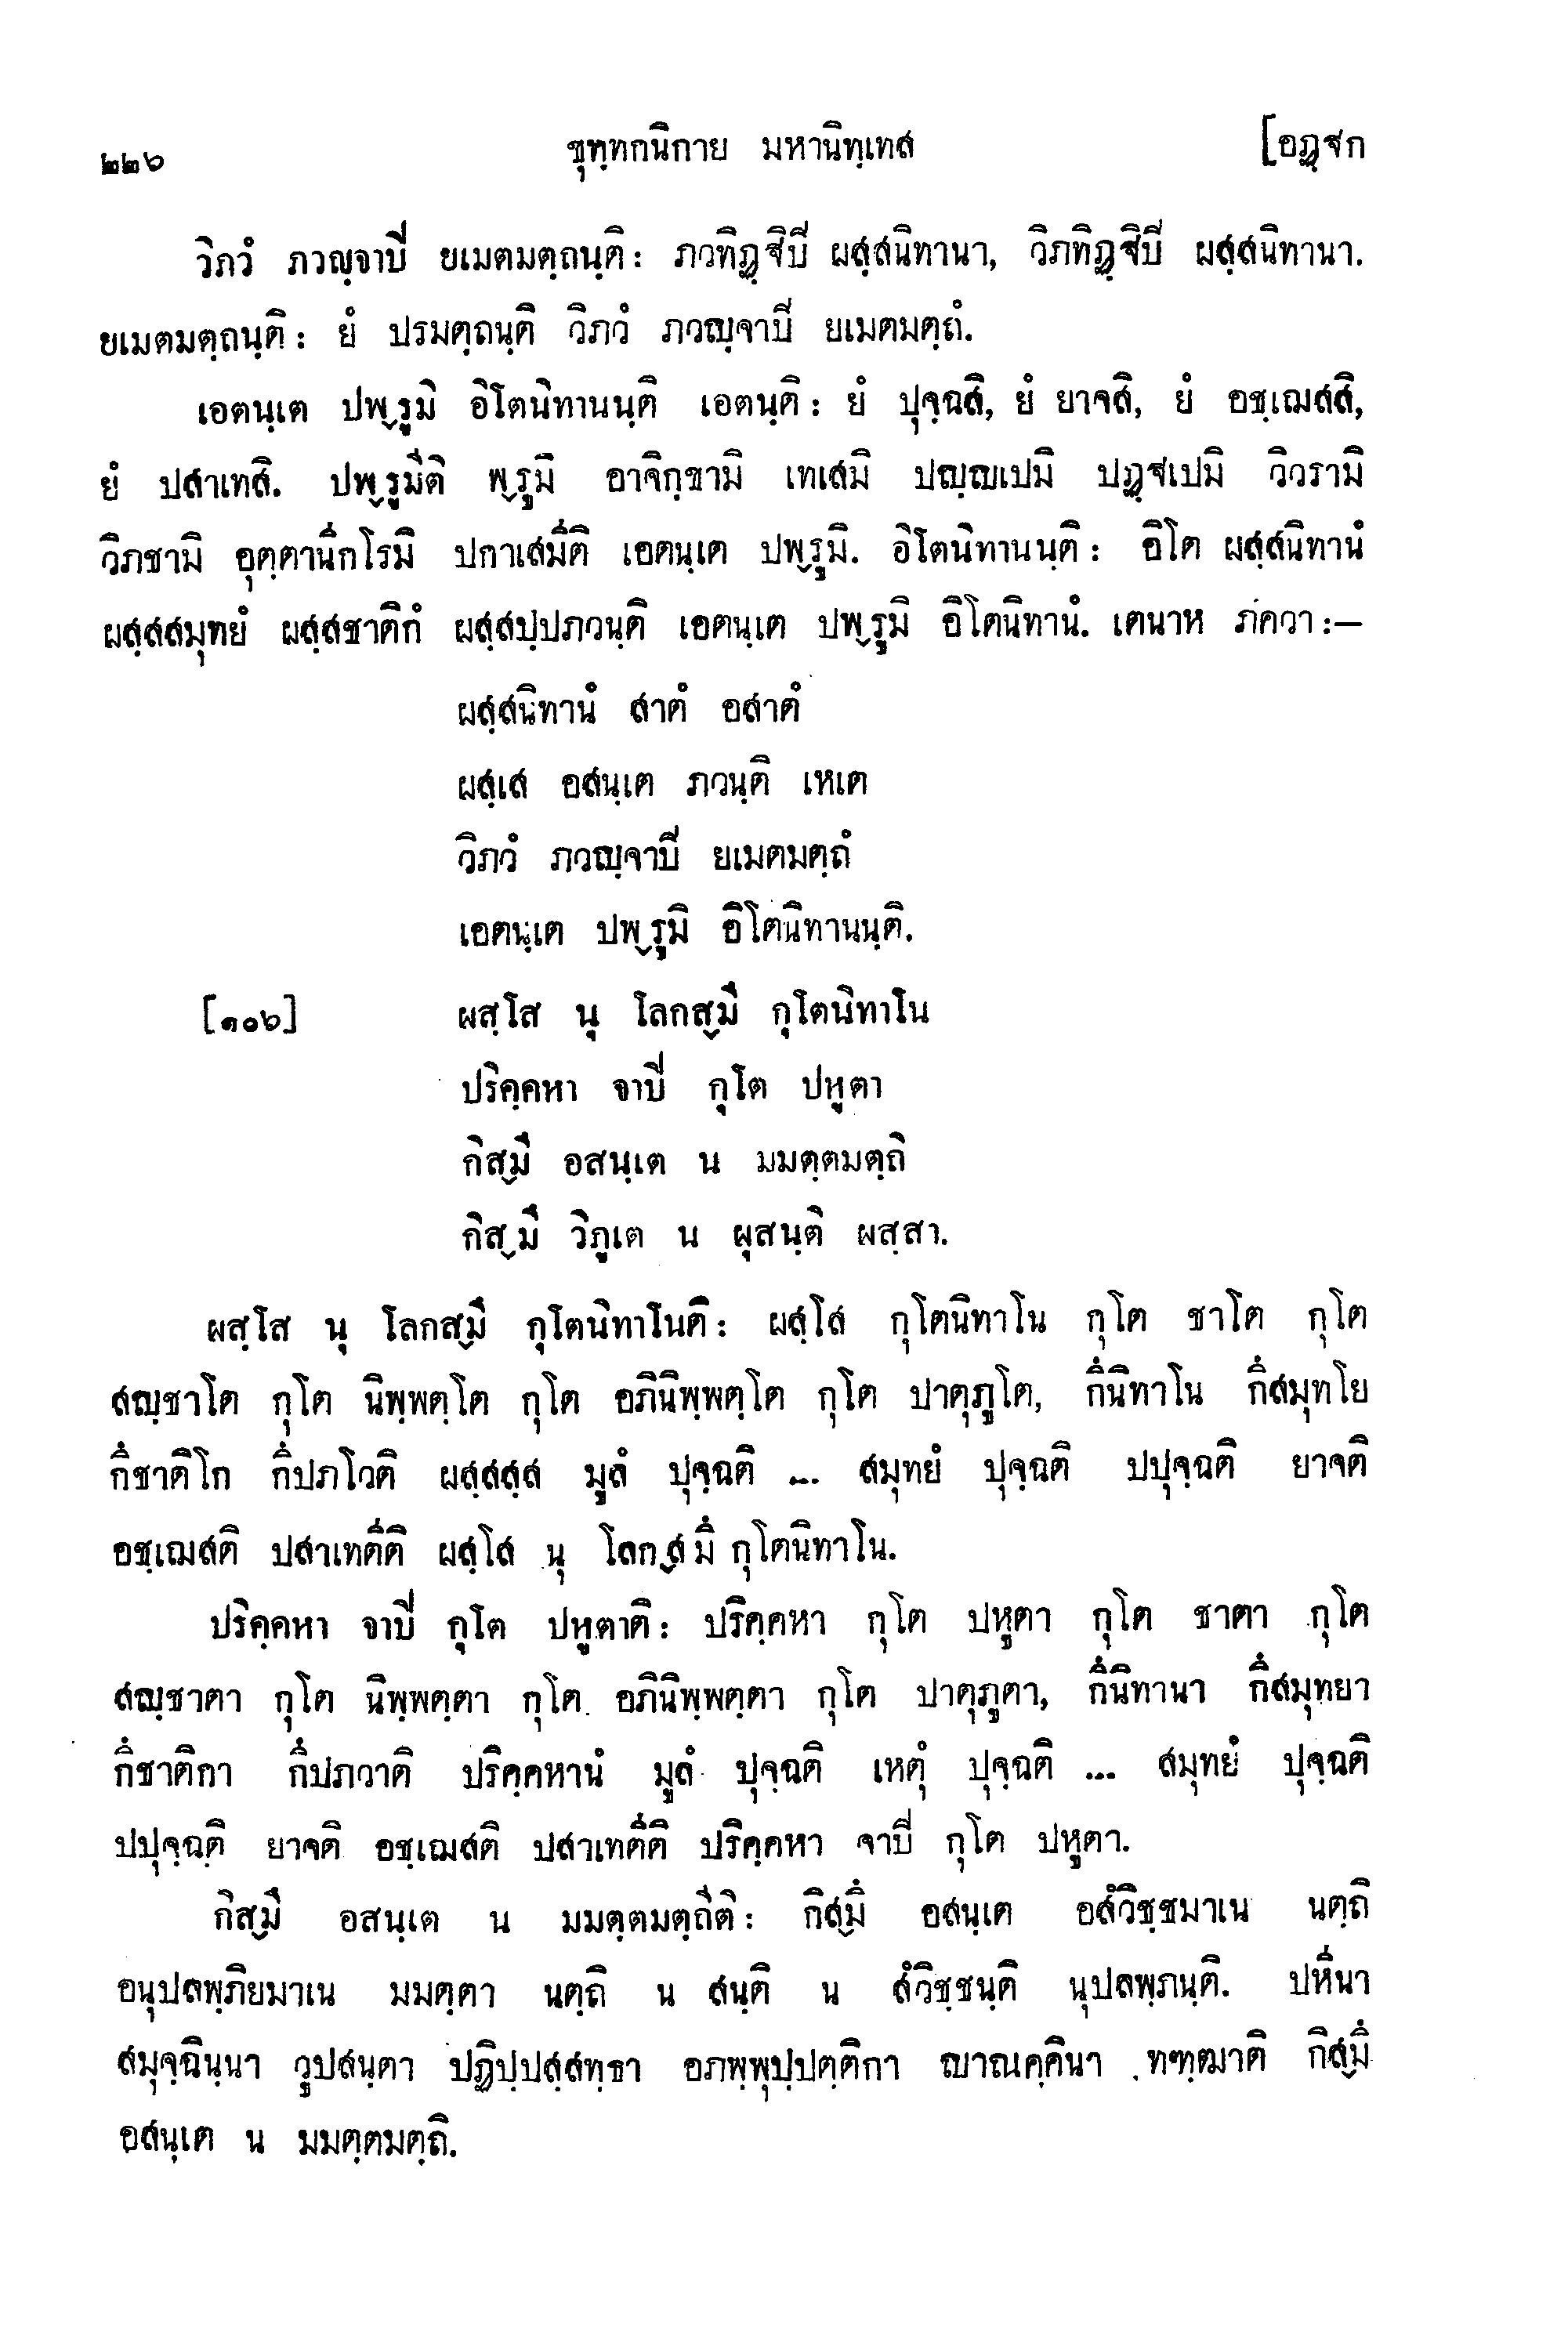 ๒๒๖ ขุทฺทกนิกาย มหานิทฺเทส [อฏฺฐก
วิภวํ ภวญฺจาปิ ยเมตมตฺถนฺติ: ภวทิฏฺฐิปิ ผสฺสนิทานา, วิภทิฏฺฐิปิ ผสฺสนิทานา.
ยเมตมตฺถนฺติ: ยํ ปรมตฺถนฺติ วิภวํ ภวญฺจาปิ ยเมตมตฺถํ.
เอตนฺเต ปพฺรูมิ อิโตนิทานนฺติ เอตนฺติ: ยํ ปุจฺฉสิ, ยํ ยาจสิ, ยํ อชฺเฌสสิ,
ยํ ปสาเทสิ. ปพฺรูมีติ พฺรูมิ อาจิกฺขามิ เทเสมิ ปญฺญเปมิ ปฏฺฐเปมิ วิวรามิ
วิภชามิ อุตฺตานีกโรมิ ปกาเสมีติ เอตนฺเต ปพฺรูมิ. อิโตนิทานนฺติ: อิโต ผสฺสนิทานํ
ผสฺสสมุทยํ ผสฺสชาติกํ ผสฺสปฺปภวนฺติ เอตนฺเต ปพฺรูมิ อิโตนิทานํ. เตนาห ภควา:—
ผสฺสนิทานํ สาตํ อสาตํ
ผสฺเส อสนฺเต ภวนฺติ เหเต
วิภวํ ภวญฺจาปิ ยเมตมตฺถํ
เอตนฺเต ปพฺรูมิ อิโตนิทานนฺติ.
[๑๐๖] ผสฺโส นุ โลกสฺมึ กุโตนิทาโน
ปริคฺคหา จาปิ กุโต ปหูตา
กิสฺมึ อสนฺเต น มมตฺตมตฺถิ
กิสฺมึ วิภูเต น ผุสนฺติ ผสฺสา.
ผสฺโส นุ โลกสฺมึ กุโตนิทาโนติ: ผสฺโส กุโตนิทาโน กุโต ชาโต กุโต
สญฺชาโต กุโต นิพฺพตฺโต กุโต อภินิพฺพตฺโต กุโต ปาตุภูโต, กึนิทาโน กึสมุทโย
กึชาติโก กึปภโวติ ผสฺสสฺส มูลํ ปุจฺฉติ ... สมุทยํ ปุจฺฉติ ปปุจฺฉติ ยาจติ
อชฺเฌสติ ปสาเทตีติ ผสฺโส นุ โลกสฺมึ กุโตนิทาโน.
ปริคฺคหา จาปิ กุโต ปหูตาติ: ปริคฺคหา กุโต ปหูตา กุโต ชาตา กุโต
สญฺชาตา กุโต นิพฺพตฺตา กุโต อภินิพฺพตฺตา กุโต ปาตุภูตา, กึนิทานา กึสมุทยา
กึชาติกา กึปภวาติ ปริคฺคหานํ มูลํ ปุจฺฉติ เหตุํ ปุจฺฉติ ... สมุทยํ ปุจฺฉติ
ปปุจฺฉติ ยาจติ อชฺเฌสติ ปสาเทตีติ ปริคฺคหา จาปิ กุโต ปหูตา.
กิสฺมึ อสนฺเต น มมตฺตมตฺถีติ: กิสฺมึ อสนฺเต อสํวิชฺชมาเน นตฺถิ
อนุปลพฺภิยมาเน มมตฺตา นตฺถิ น สนฺติ น สํวิชฺชนฺติ นุปลพฺภนฺติ. ปหีนา
สมุจฺฉินฺนา วูปสนฺตา ปฏิปฺปสฺสทฺธา อภพฺพุปฺปตฺติกา ญาณคฺคินา ทฑฺฒาติ กิสฺมึ
อสนฺเต น มมตฺตมตฺถิ.